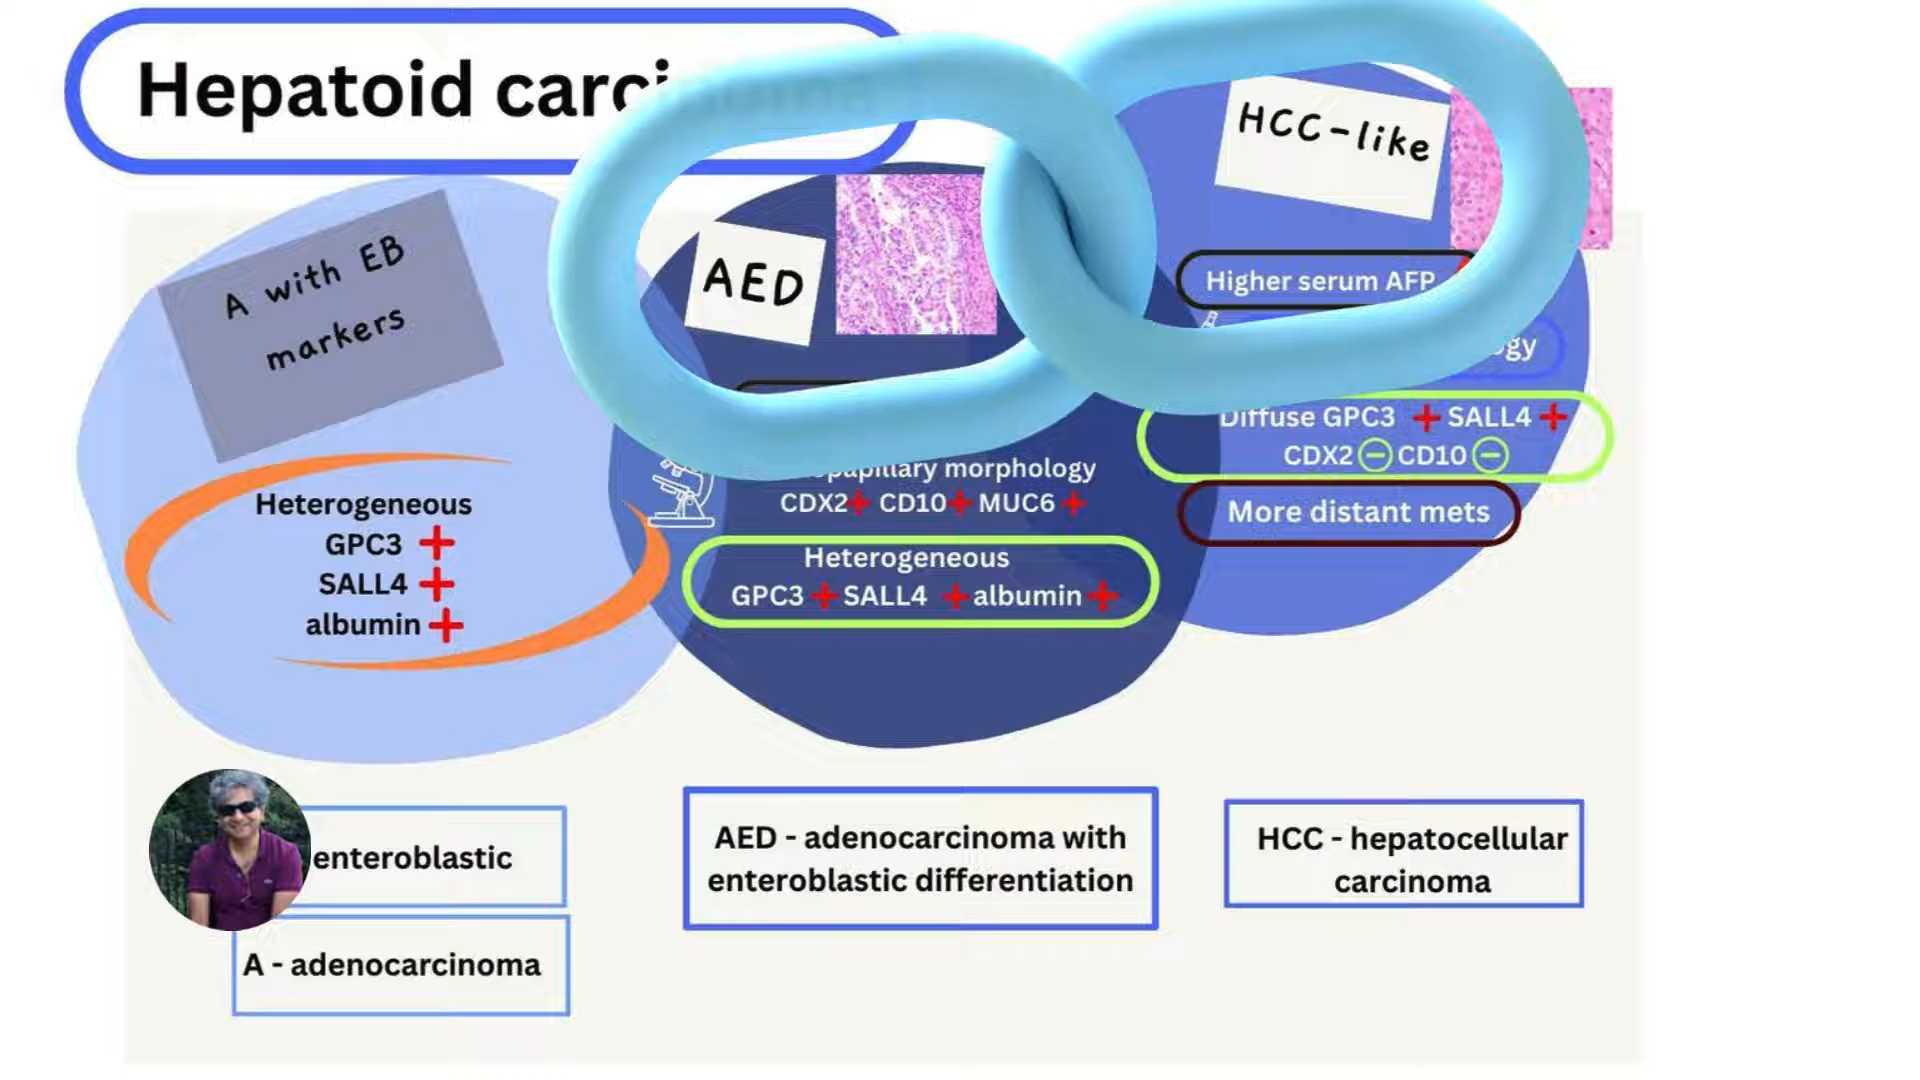 Hepatoid
A with EB
markers
Heterogeneous
GPC3 +
SALL4 +
albumin +
AED
morphology
CDX2+ CD10+ MUC6 +
Heterogeneous
GPC3 + SALL4 + albumin +
HCC-like
Higher serum AFP
Diffuse GPC3 + SALL4 +
CDX2 − CD10 −
More distant mets
enteroblastic
A - adenocarcinoma
AED - adenocarcinoma with
enteroblastic differentiation
HCC - hepatocellular
carcinoma